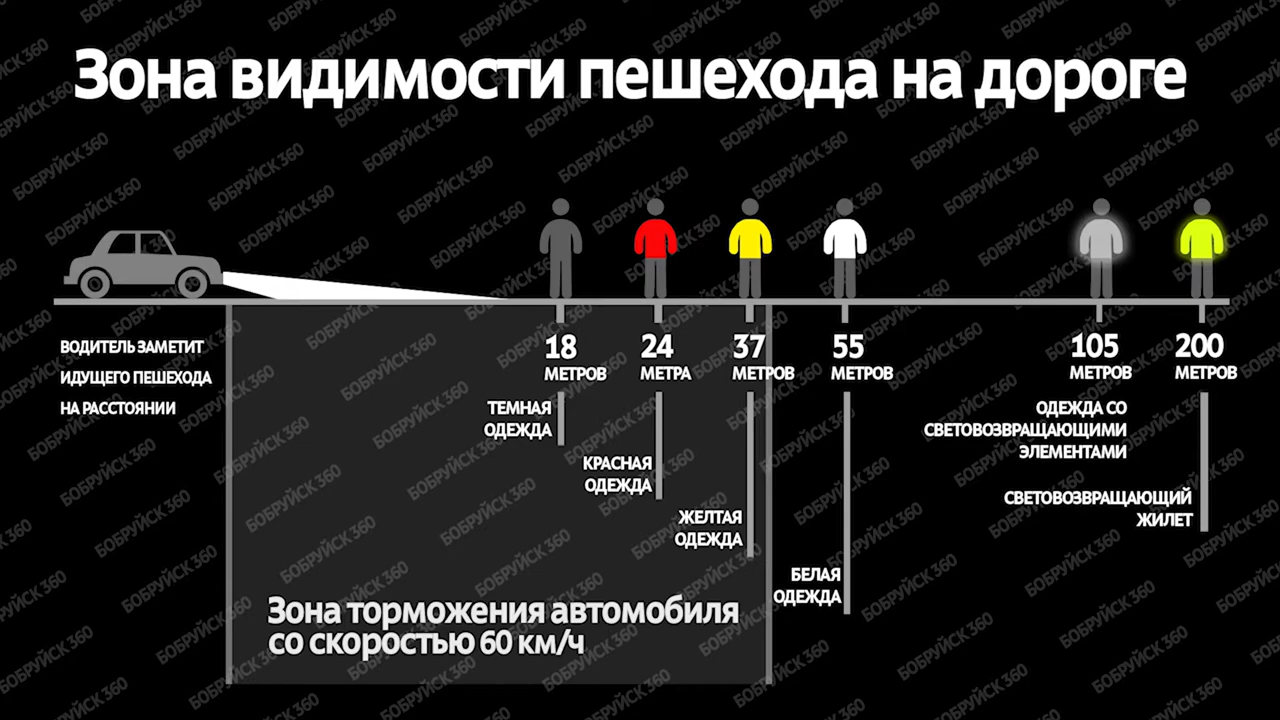 Зона видимости пешехода на дороге
ВОДИТЕЛЬ ЗАМЕТИТ
ИДУЩЕГО ПЕШЕХОДА
НА РАССТОЯНИИ
18
МЕТРОВ
ТЕМНАЯ
ОДЕЖДА
24
МЕТРА
КРАСНАЯ
ОДЕЖДА
37
МЕТРОВ
ЖЕЛТАЯ
ОДЕЖДА
55
МЕТРОВ
БЕЛАЯ
ОДЕЖДА
105
МЕТРОВ
ОДЕЖДА СО
СВЕТОВОЗВРАЩАЮЩИМИ
ЭЛЕМЕНТАМИ
200
МЕТРОВ
СВЕТОВОЗВРАЩАЮЩИЙ
ЖИЛЕТ
Зона торможения автомобиля
со скоростью 60 км/ч
БОБРУЙСК 360